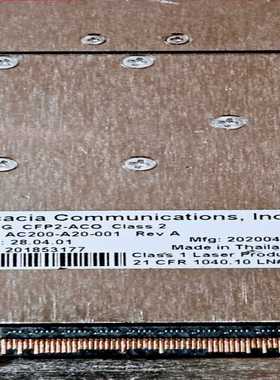 cacia Communications, Inc
G CFP2-ACO Class 2
AC200-A20-001 Rev A
: 28.04.01 Mfg: 202004
201853177 Made in Thaila
Class 1 Laser Produ
21 CFR 1040.10 LN